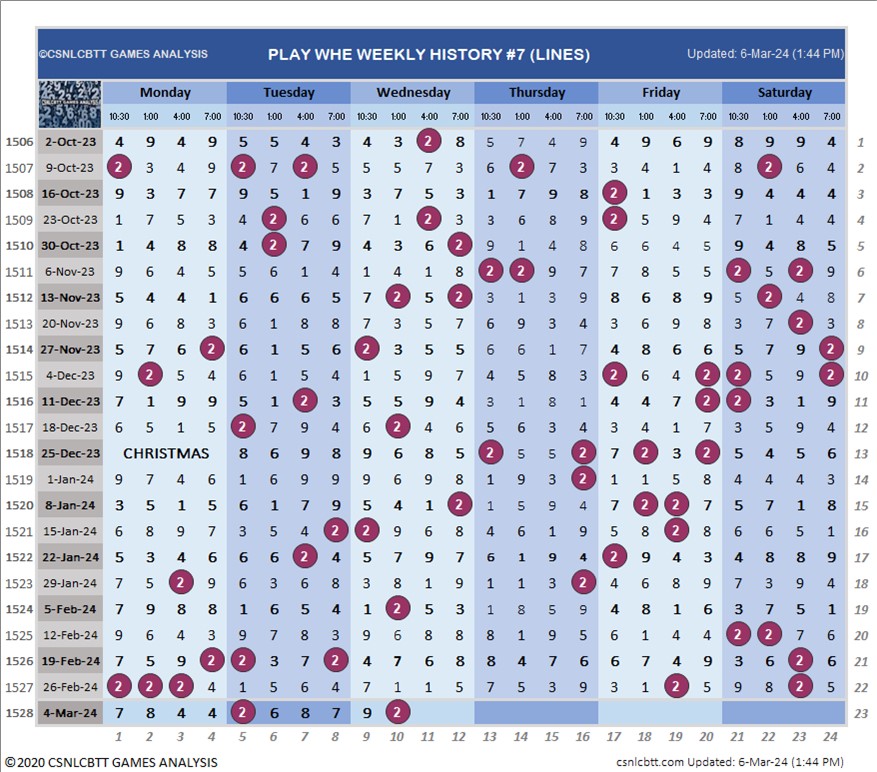 ©CSNLCBTT GAMES ANALYSIS PLAY WHE WEEKLY HISTORY #7 (LINES) Updated: 6-Mar-24 (1:44 PM)
CSNLCBTT GAMES ANALYSIS Monday Tuesday Wednesday Thursday Friday Saturday
10:30 1:00 4:00 7:00 10:30 1:00 4:00 7:00 10:30 1:00 4:00 7:00 10:30 1:00 4:00 7:00 10:30 1:00 4:00 7:00 10:30 1:00 4:00 7:00
1506 2-Oct-23 4 9 4 9 5 5 4 3 4 3 2 8 5 7 4 9 4 9 6 9 8 9 9 4 1
1507 9-Oct-23 2 3 4 9 2 7 2 5 5 5 7 3 6 2 7 3 3 4 1 4 8 2 6 4 2
1508 16-Oct-23 9 3 7 7 9 5 1 9 3 7 5 3 1 7 9 8 2 1 3 3 9 4 4 4 3
1509 23-Oct-23 1 7 5 3 4 2 6 6 7 1 2 3 3 6 8 9 2 5 9 4 7 1 4 4 4
1510 30-Oct-23 1 4 8 8 4 2 7 9 4 3 6 2 9 1 4 8 6 6 4 5 9 4 8 5 5
1511 6-Nov-23 9 6 4 5 5 6 1 4 1 4 1 8 2 2 9 7 7 8 5 5 2 5 2 9 6
1512 13-Nov-23 5 4 4 1 6 6 6 5 7 2 5 2 3 1 3 9 8 6 8 9 5 2 4 8 7
1513 20-Nov-23 9 6 8 3 6 1 8 8 7 3 5 7 6 9 3 4 3 6 9 8 3 7 2 3 8
1514 27-Nov-23 5 7 6 2 6 1 5 6 2 3 5 5 6 6 1 7 4 8 6 6 5 7 9 2 9
1515 4-Dec-23 9 2 5 4 6 1 5 4 1 5 9 7 4 5 8 3 2 6 4 2 2 5 9 2 10
1516 11-Dec-23 7 1 9 9 5 1 2 3 5 5 9 4 3 1 8 1 4 4 7 2 2 3 1 9 11
1517 18-Dec-23 6 5 1 5 2 7 9 4 6 2 4 6 5 6 3 4 3 4 1 7 5 4 9 4 12
1518 25-Dec-23 CHRISTMAS 8 6 9 8 9 6 8 5 2 5 5 2 7 2 3 2 5 4 5 6 13
1519 1-Jan-24 9 7 4 6 1 6 9 9 9 6 9 8 1 9 3 2 1 1 5 8 4 4 4 3 14
1520 8-Jan-24 3 5 1 5 6 1 7 9 5 4 1 2 1 5 9 4 7 2 2 7 5 7 1 8 15
1521 15-Jan-24 6 8 9 7 3 5 4 2 2 9 6 8 4 6 1 9 5 8 2 8 6 6 5 1 16
1522 22-Jan-24 5 3 4 6 6 6 2 4 5 7 9 7 6 1 9 4 2 9 4 3 4 8 8 9 17
1523 29-Jan-24 7 5 2 9 6 3 6 8 3 8 1 9 1 1 3 2 4 6 8 9 7 3 9 4 18
1524 5-Feb-24 7 9 8 8 1 6 5 4 1 2 5 3 1 8 5 9 4 8 1 6 3 7 5 1 19
1525 12-Feb-24 9 6 4 3 9 7 8 3 9 6 8 8 8 1 9 5 6 1 4 4 2 2 7 6 20
1526 19-Feb-24 7 5 9 2 2 3 7 2 4 7 6 8 8 4 7 6 6 7 4 9 3 6 2 6 21
1527 26-Feb-24 2 2 2 4 1 5 6 4 7 1 1 5 7 5 3 9 3 1 2 5 9 8 2 5 22
1528 4-Mar-24 7 8 4 4 2 6 8 7 9 2 23
1 2 3 4 5 6 7 8 9 10 11 12 13 14 15 16 17 18 19 20 21 22 23 24
©2020 CSNLCBTT GAMES ANALYSIS csnlcbtt.com Updated: 6-Mar-24 (1:44 PM)